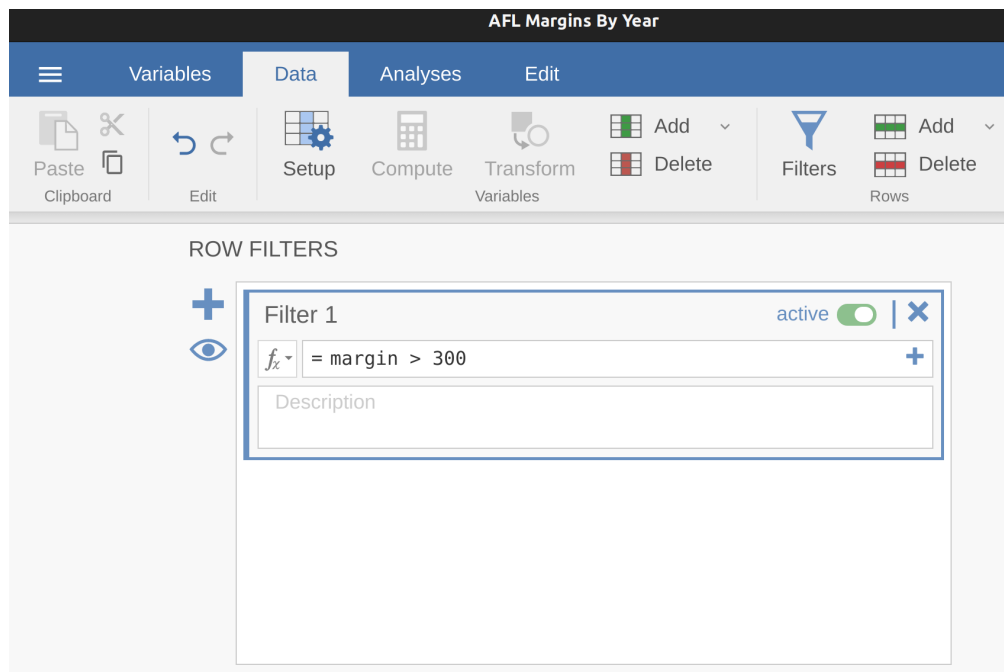 AFL Margins By Year
Variables Data Analyses Edit
Paste
Clipboard
Edit
Setup Compute Transform
Add
Delete
Variables
Filters
Add
Delete
Rows
ROW FILTERS
Filter 1 active
fx = margin > 300
Description